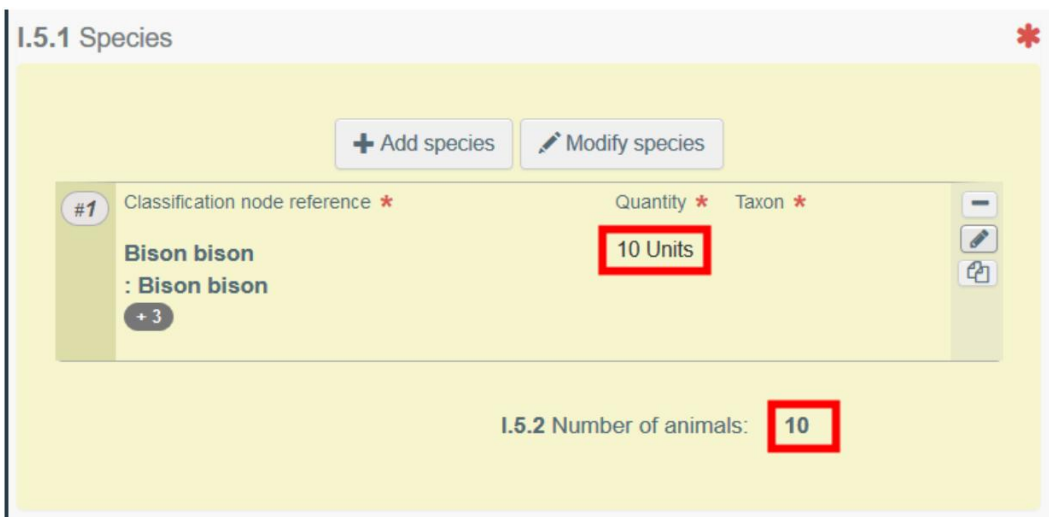 I.5.1 Species *
+ Add species Modify species
#1 Classification node reference * Quantity * Taxon *
Bison bison 10 Units
: Bison bison
+ 3
I.5.2 Number of animals: 10